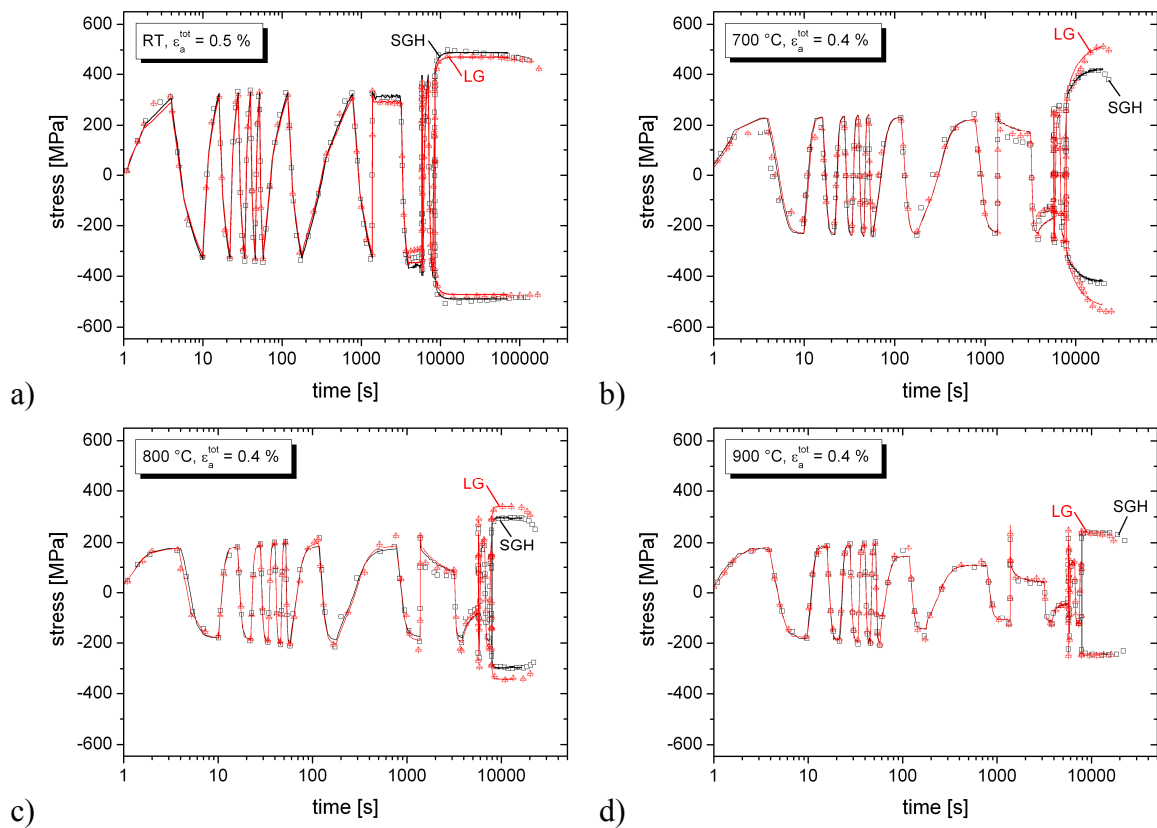 RT, ε_a^tot = 0.5 %
SGH
LG
stress [MPa]
600
400
200
0
-200
-400
-600
1 10 100 1000 10000 100000
time [s]
a)
700 °C, ε_a^tot = 0.4 %
LG
SGH
stress [MPa]
600
400
200
0
-200
-400
-600
1 10 100 1000 10000
time [s]
b)
800 °C, ε_a^tot = 0.4 %
LG
SGH
stress [MPa]
600
400
200
0
-200
-400
-600
1 10 100 1000 10000
time [s]
c)
900 °C, ε_a^tot = 0.4 %
LG
SGH
stress [MPa]
600
400
200
0
-200
-400
-600
1 10 100 1000 10000
time [s]
d)